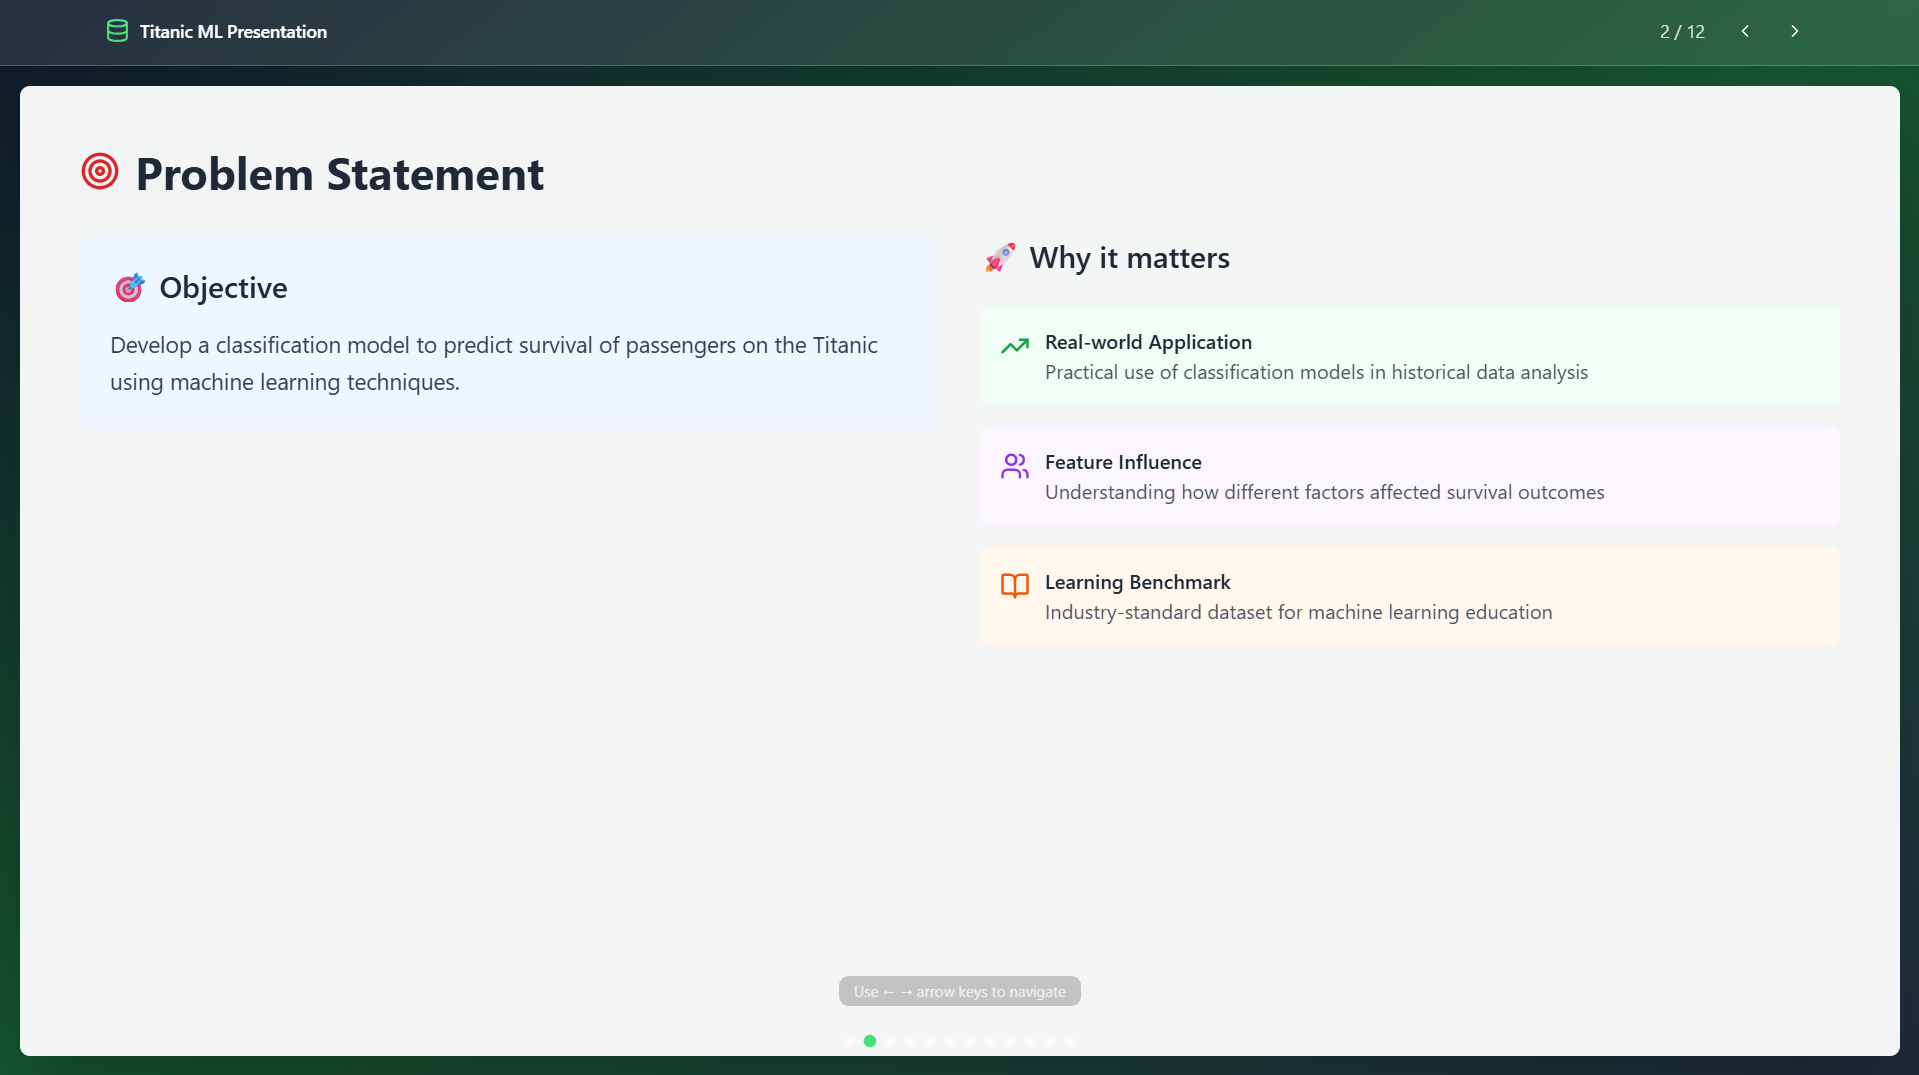 Titanic ML Presentation
2 / 12
Problem Statement
Objective
Develop a classification model to predict survival of passengers on the Titanic
using machine learning techniques.
Why it matters
Real-world Application
Practical use of classification models in historical data analysis
Feature Influence
Understanding how different factors affected survival outcomes
Learning Benchmark
Industry-standard dataset for machine learning education
Use ← → arrow keys to navigate